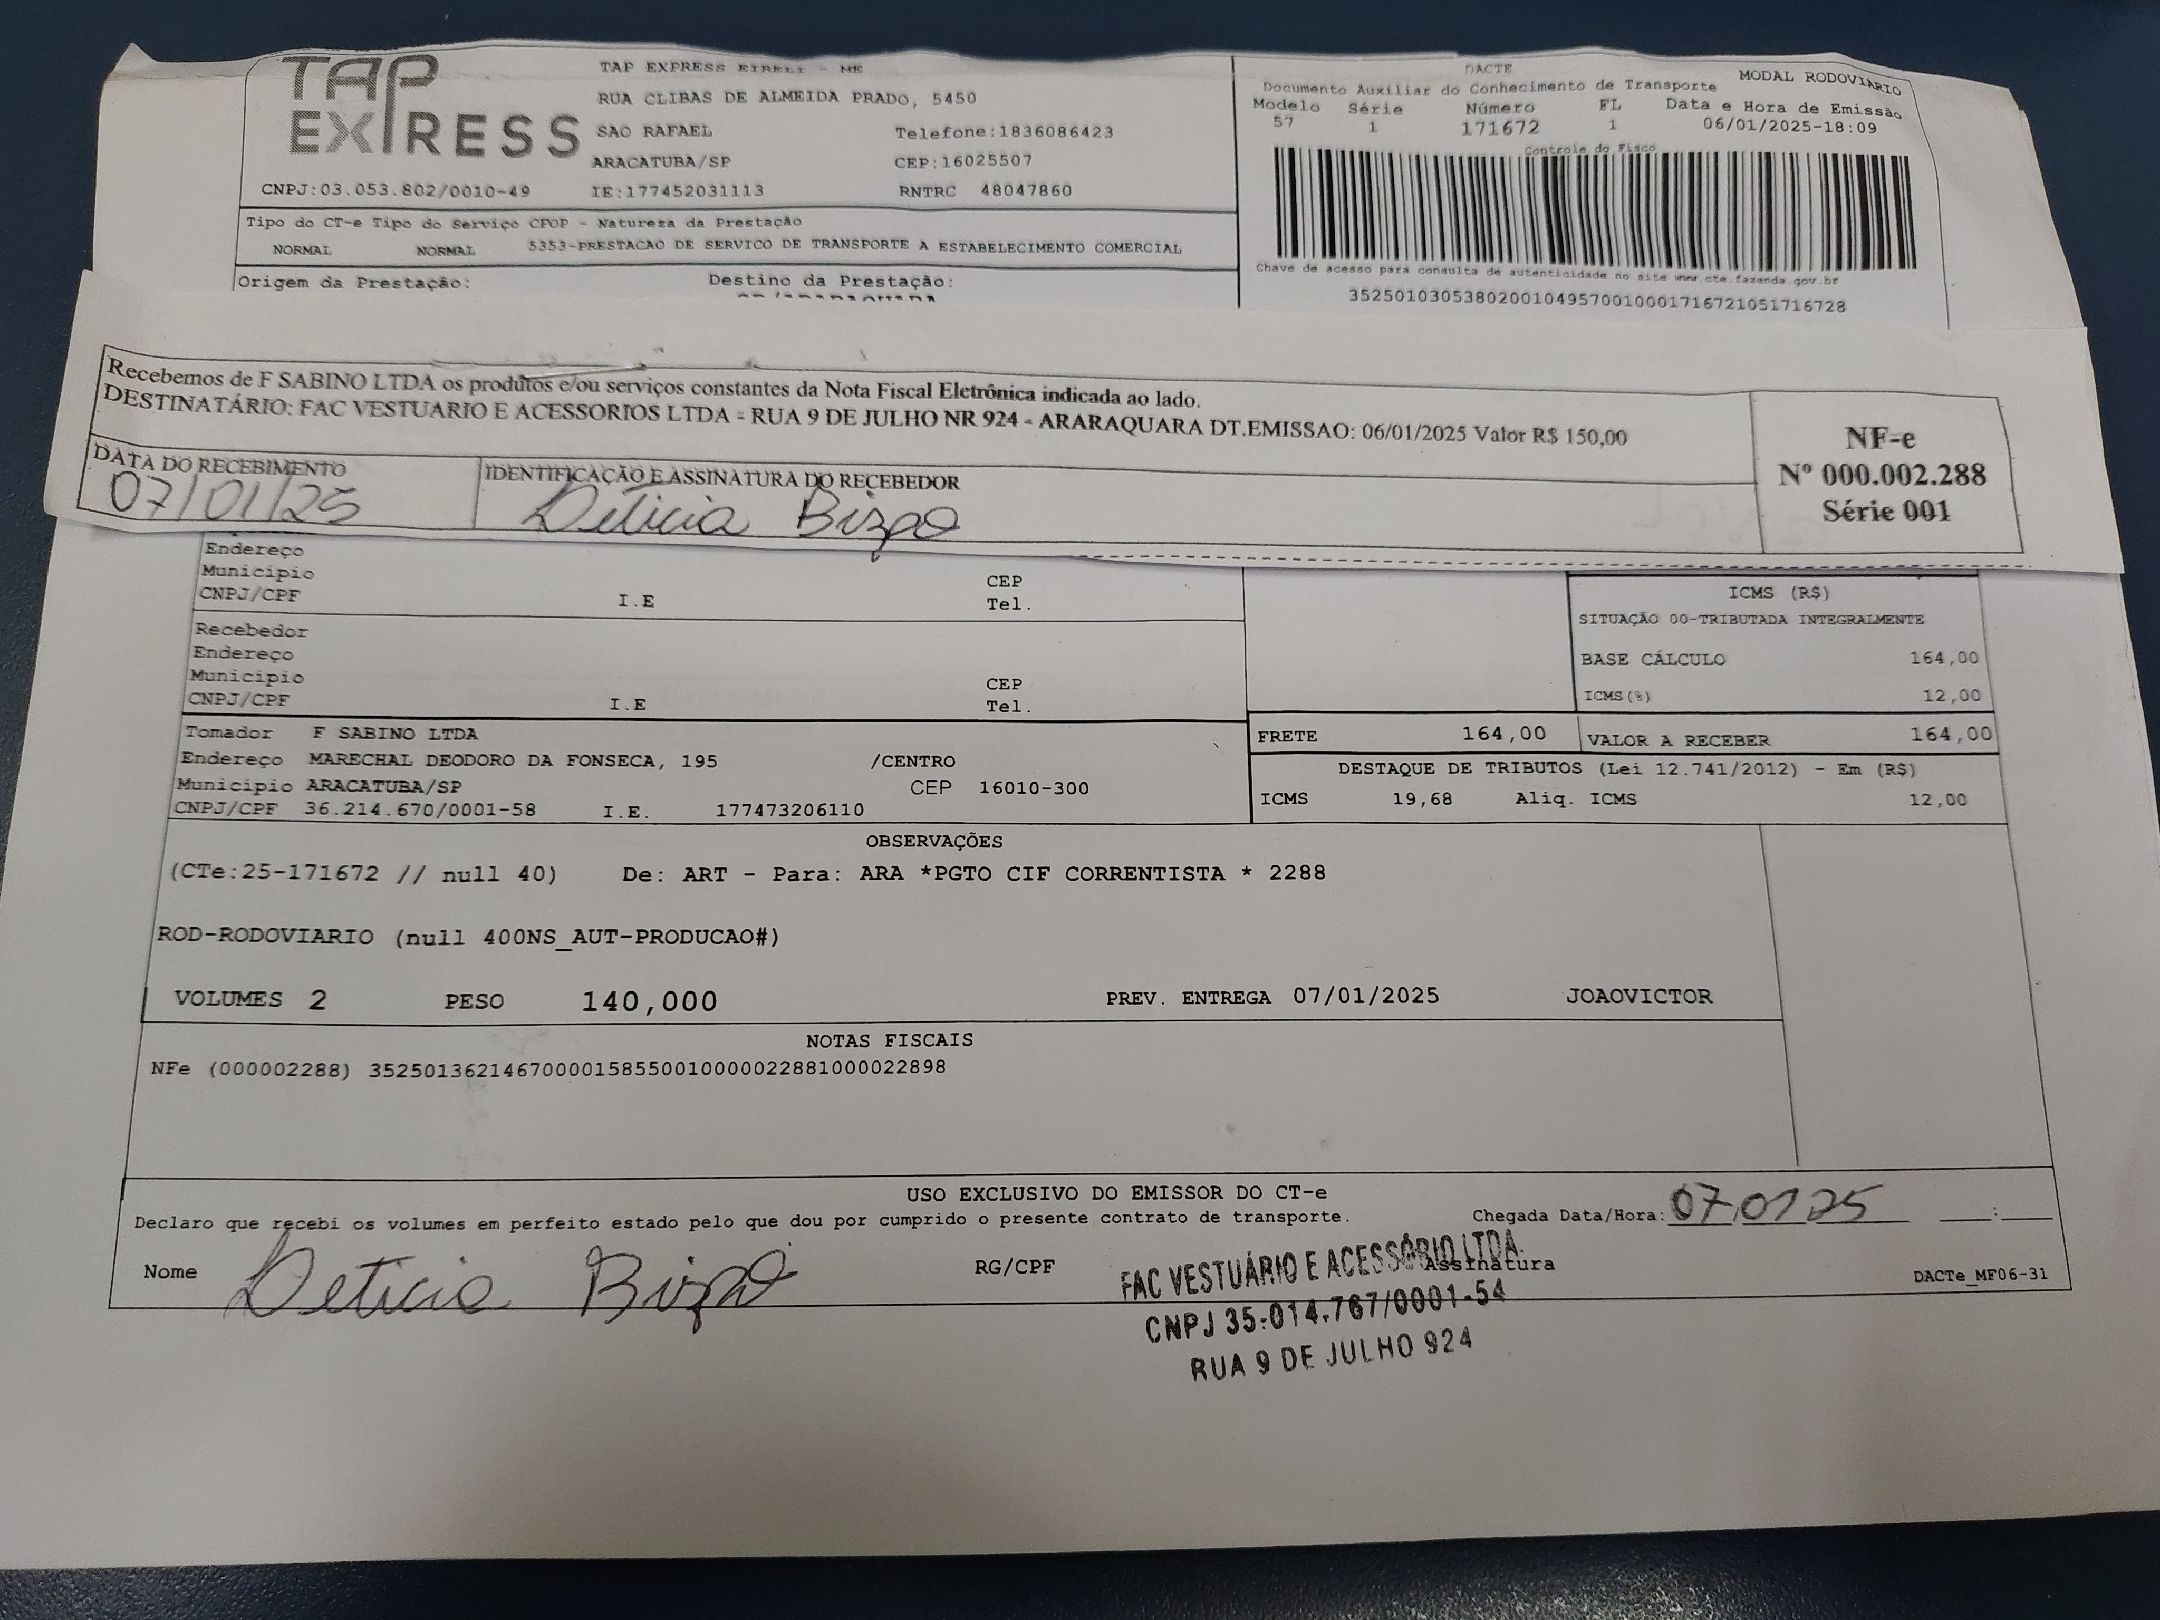 TAP EXPRESS
TAP EXPRESS EIRELI - ME
RUA CLIBAS DE ALMEIDA PRADO, 5450
SAO RAFAEL Telefone:1836086423
ARACATUBA/SP CEP:16025507
CNPJ:03.053.802/0010-49 IE:177452031113 RNTRC 48047860
DACTE MODAL RODOVIÁRIO
Documento Auxiliar do Conhecimento de Transporte
Modelo Série Número FL Data e Hora de Emissão
57 1 171672 1 06/01/2025-18:09
Controle do Fisco
Tipo do CT-e Tipo do Serviço CFOP - Natureza da Prestação
NORMAL NORMAL 5353-PRESTACAO DE SERVICO DE TRANSPORTE A ESTABELECIMENTO COMERCIAL
Chave de acesso para consulta de autenticidade no site www.cte.fazenda.gov.br
35250103053802001049570010001716721051716728
Origem da Prestação: Destino da Prestação:
Recebemos de F SABINO LTDA os produtos e/ou serviços constantes da Nota Fiscal Eletrônica indicada ao lado.
DESTINATÁRIO: FAC VESTUARIO E ACESSORIOS LTDA - RUA 9 DE JULHO NR 924 - ARARAQUARA DT.EMISSAO: 06/01/2025 Valor R$ 150,00
DATA DO RECEBIMENTO IDENTIFICAÇÃO E ASSINATURA DO RECEBEDOR
07/01/25
NF-e
Nº 000.002.288
Série 001
Endereço
Município CEP
CNPJ/CPF I.E Tel.
Recebedor
Endereço
Município CEP
CNPJ/CPF I.E Tel.
ICMS (R$)
SITUAÇÃO 00-TRIBUTADA INTEGRALMENTE
BASE CÁLCULO 164,00
ICMS(%) 12,00
Tomador F SABINO LTDA
Endereço MARECHAL DEODORO DA FONSECA, 195 /CENTRO
Município ARACATUBA/SP CEP 16010-300
CNPJ/CPF 36.214.670/0001-58 I.E. 177473206110
FRETE 164,00 VALOR A RECEBER 164,00
DESTAQUE DE TRIBUTOS (Lei 12.741/2012) - Em (R$)
ICMS 19,68 Aliq. ICMS 12,00
OBSERVAÇÕES
(CTe:25-171672 // null 40) De: ART - Para: ARA *PGTO CIF CORRENTISTA * 2288
ROD-RODOVIARIO (null 400NS_AUT-PRODUCAO#)
VOLUMES 2 PESO 140,000 PREV. ENTREGA 07/01/2025 JOAOVICTOR
NOTAS FISCAIS
NFe (000002288) 35250136214670000158550010000022881000022898
USO EXCLUSIVO DO EMISSOR DO CT-e
Declaro que recebi os volumes em perfeito estado pelo que dou por cumprido o presente contrato de transporte. Chegada Data/Hora: 07/01/25 :
Nome RG/CPF Assinatura DACTe_MF06-31
FAC VESTUÁRIO E ACESSÓRIO LTDA.
CNPJ 35.014.767/0001-54
RUA 9 DE JULHO 924